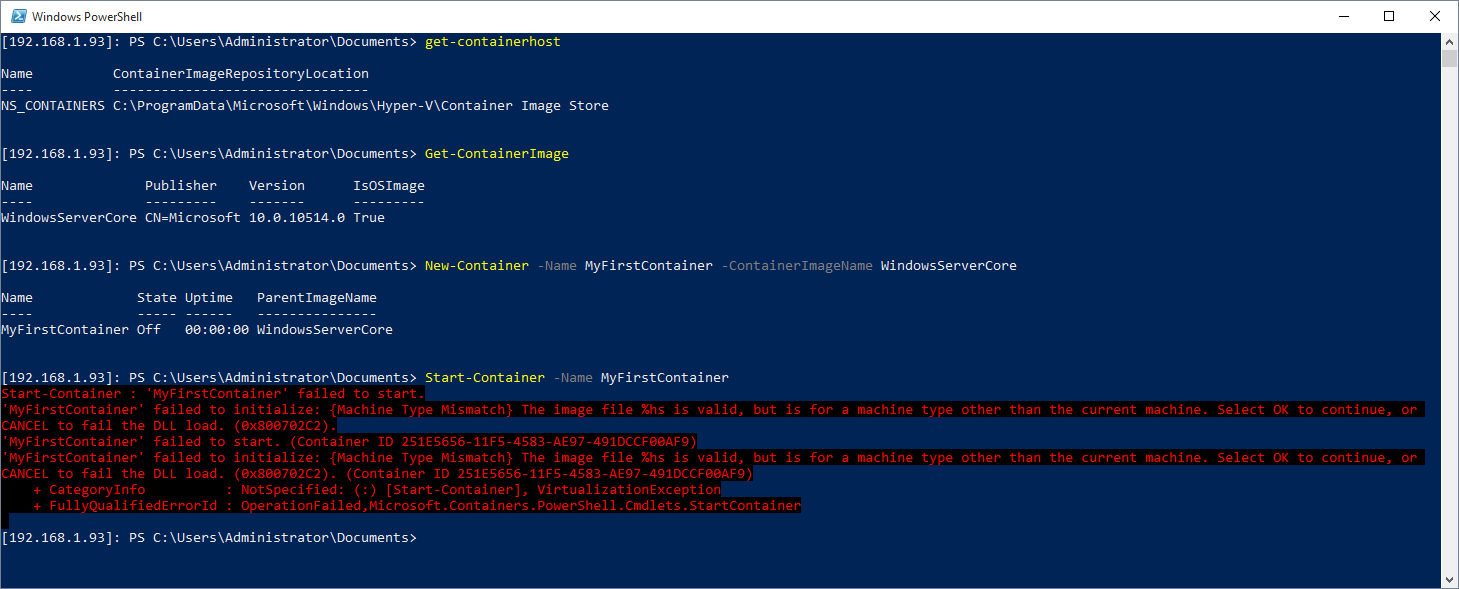 Windows PowerShell
[192.168.1.93]: PS C:\Users\Administrator\Documents> get-containerhost
Name          ContainerImageRepositoryLocation
----          --------------------------------
NS_CONTAINERS C:\ProgramData\Microsoft\Windows\Hyper-V\Container Image Store
[192.168.1.93]: PS C:\Users\Administrator\Documents> Get-ContainerImage
Name              Publisher    Version      IsOSImage
----              ---------    -------      ---------
WindowsServerCore CN=Microsoft 10.0.10514.0 True
[192.168.1.93]: PS C:\Users\Administrator\Documents> New-Container -Name MyFirstContainer -ContainerImageName WindowsServerCore
Name             State Uptime   ParentImageName
----             ----- ------   ---------------
MyFirstContainer Off   00:00:00 WindowsServerCore
[192.168.1.93]: PS C:\Users\Administrator\Documents> Start-Container -Name MyFirstContainer
Start-Container : 'MyFirstContainer' failed to start.
'MyFirstContainer' failed to initialize: {Machine Type Mismatch} The image file %hs is valid, but is for a machine type other than the current machine. Select OK to continue, or
CANCEL to fail the DLL load. (0x800702C2).
'MyFirstContainer' failed to start. (Container ID 251E5656-11F5-4583-AE97-491DCCF00AF9)
'MyFirstContainer' failed to initialize: {Machine Type Mismatch} The image file %hs is valid, but is for a machine type other than the current machine. Select OK to continue, or
CANCEL to fail the DLL load. (0x800702C2). (Container ID 251E5656-11F5-4583-AE97-491DCCF00AF9)
    + CategoryInfo          : NotSpecified: (:) [Start-Container], VirtualizationException
    + FullyQualifiedErrorId : OperationFailed,Microsoft.Containers.PowerShell.Cmdlets.StartContainer
[192.168.1.93]: PS C:\Users\Administrator\Documents>